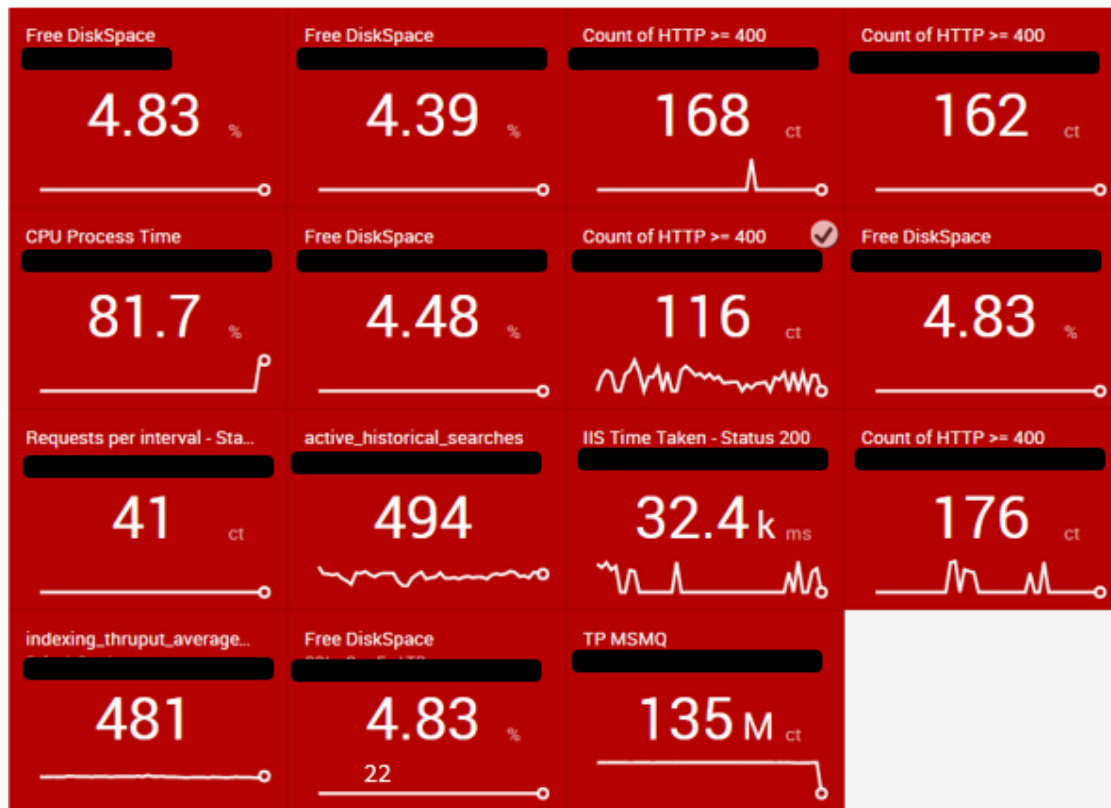 Free DiskSpace
4.83 %
Free DiskSpace
4.39 %
Count of HTTP >= 400
168 ct
Count of HTTP >= 400
162 ct
CPU Process Time
81.7 %
Free DiskSpace
4.48 %
Count of HTTP >= 400
116 ct
Free DiskSpace
4.83 %
Requests per interval - Sta...
41 ct
active_historical_searches
494
IIS Time Taken - Status 200
32.4 k ms
Count of HTTP >= 400
176 ct
indexing_thruput_average...
481
Free DiskSpace
4.83 %
22
TP MSMQ
135 M ct